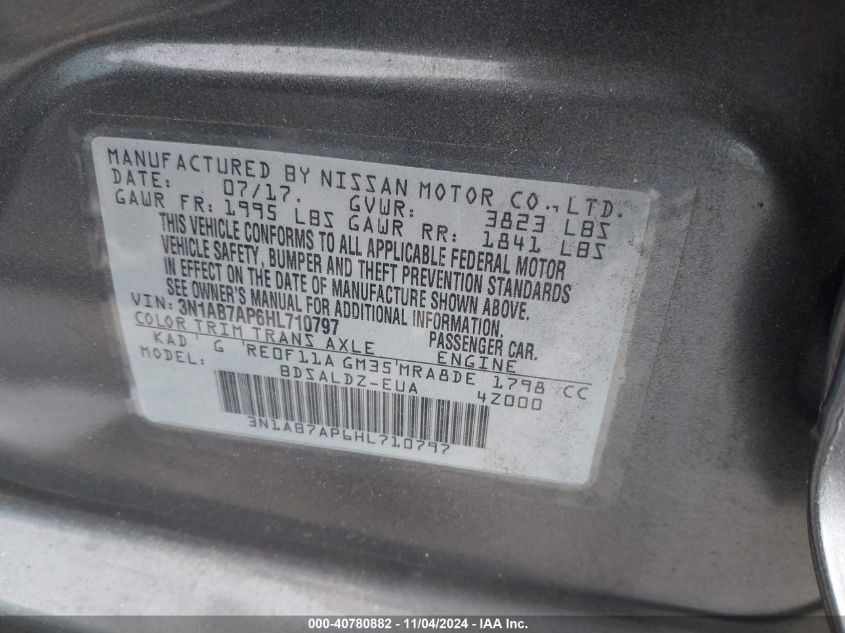 MANUFACTURED BY NISSAN MOTOR CO., LTD.
DATE: 07/17. GVWR: 3823 LBS
GAWR FR: 1995 LBS GAWR RR: 1841 LBS
THIS VEHICLE CONFORMS TO ALL APPLICABLE FEDERAL MOTOR
VEHICLE SAFETY, BUMPER AND THEFT PREVENTION STANDARDS
IN EFFECT ON THE DATE OF MANUFACTURE SHOWN ABOVE.
SEE OWNER'S MANUAL FOR ADDITIONAL INFORMATION.
VIN: 3N1AB7AP6HL710797 PASSENGER CAR.
COLOR TRIM TRANS AXLE ENGINE
KAD G RE0F11A GM35 MRA8DE 1798 CC
MODEL: BDSALDZ-EUA 4Z000
3N1AB7AP6HL710797
000-40780882 - 11/04/2024 - IAA Inc.